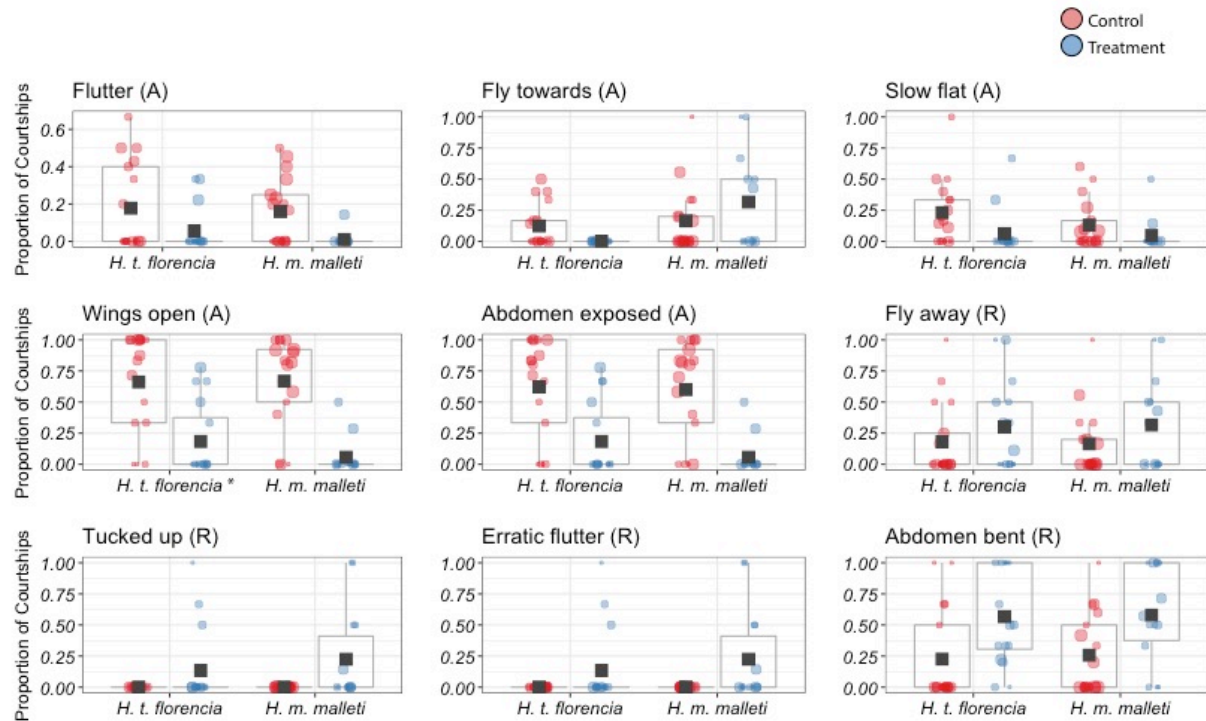 Control
Treatment
Flutter (A)
Fly towards (A)
Slow flat (A)
Proportion of Courtships
0.6
0.4
0.2
0.0
H. t. florencia
H. m. malleti
1.00
0.75
0.50
0.25
0.00
H. t. florencia
H. m. malleti
1.00
0.75
0.50
0.25
0.00
H. t. florencia
H. m. malleti
Wings open (A)
Abdomen exposed (A)
Fly away (R)
Proportion of Courtships
1.00
0.75
0.50
0.25
0.00
H. t. florencia *
H. m. malleti
1.00
0.75
0.50
0.25
0.00
H. t. florencia
H. m. malleti
1.00
0.75
0.50
0.25
0.00
H. t. florencia
H. m. malleti
Tucked up (R)
Erratic flutter (R)
Abdomen bent (R)
Proportion of Courtships
1.00
0.75
0.50
0.25
0.00
H. t. florencia
H. m. malleti
1.00
0.75
0.50
0.25
0.00
H. t. florencia
H. m. malleti
1.00
0.75
0.50
0.25
0.00
H. t. florencia
H. m. malleti